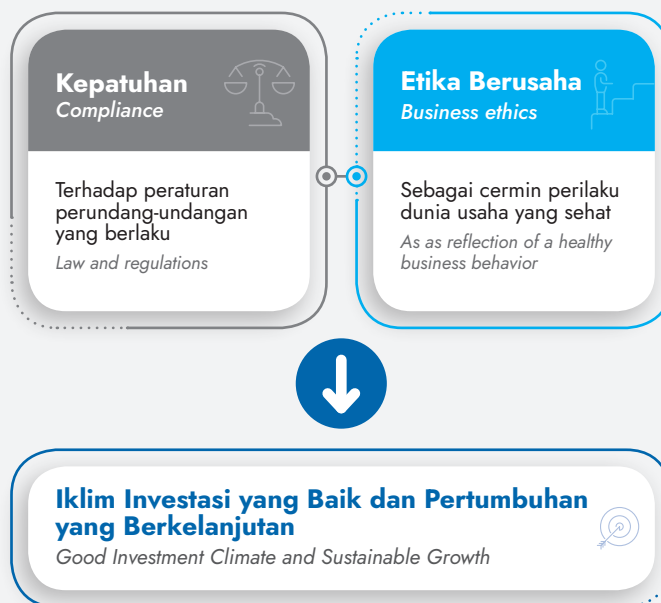 Kepatuhan
Compliance
Terhadap peraturan
perundang-undangan
yang berlaku
Law and regulations
Etika Berusaha
Business ethics
Sebagai cermin perilaku
dunia usaha yang sehat
As as reflection of a healthy
business behavior
Iklim Investasi yang Baik dan Pertumbuhan
yang Berkelanjutan
Good Investment Climate and Sustainable Growth